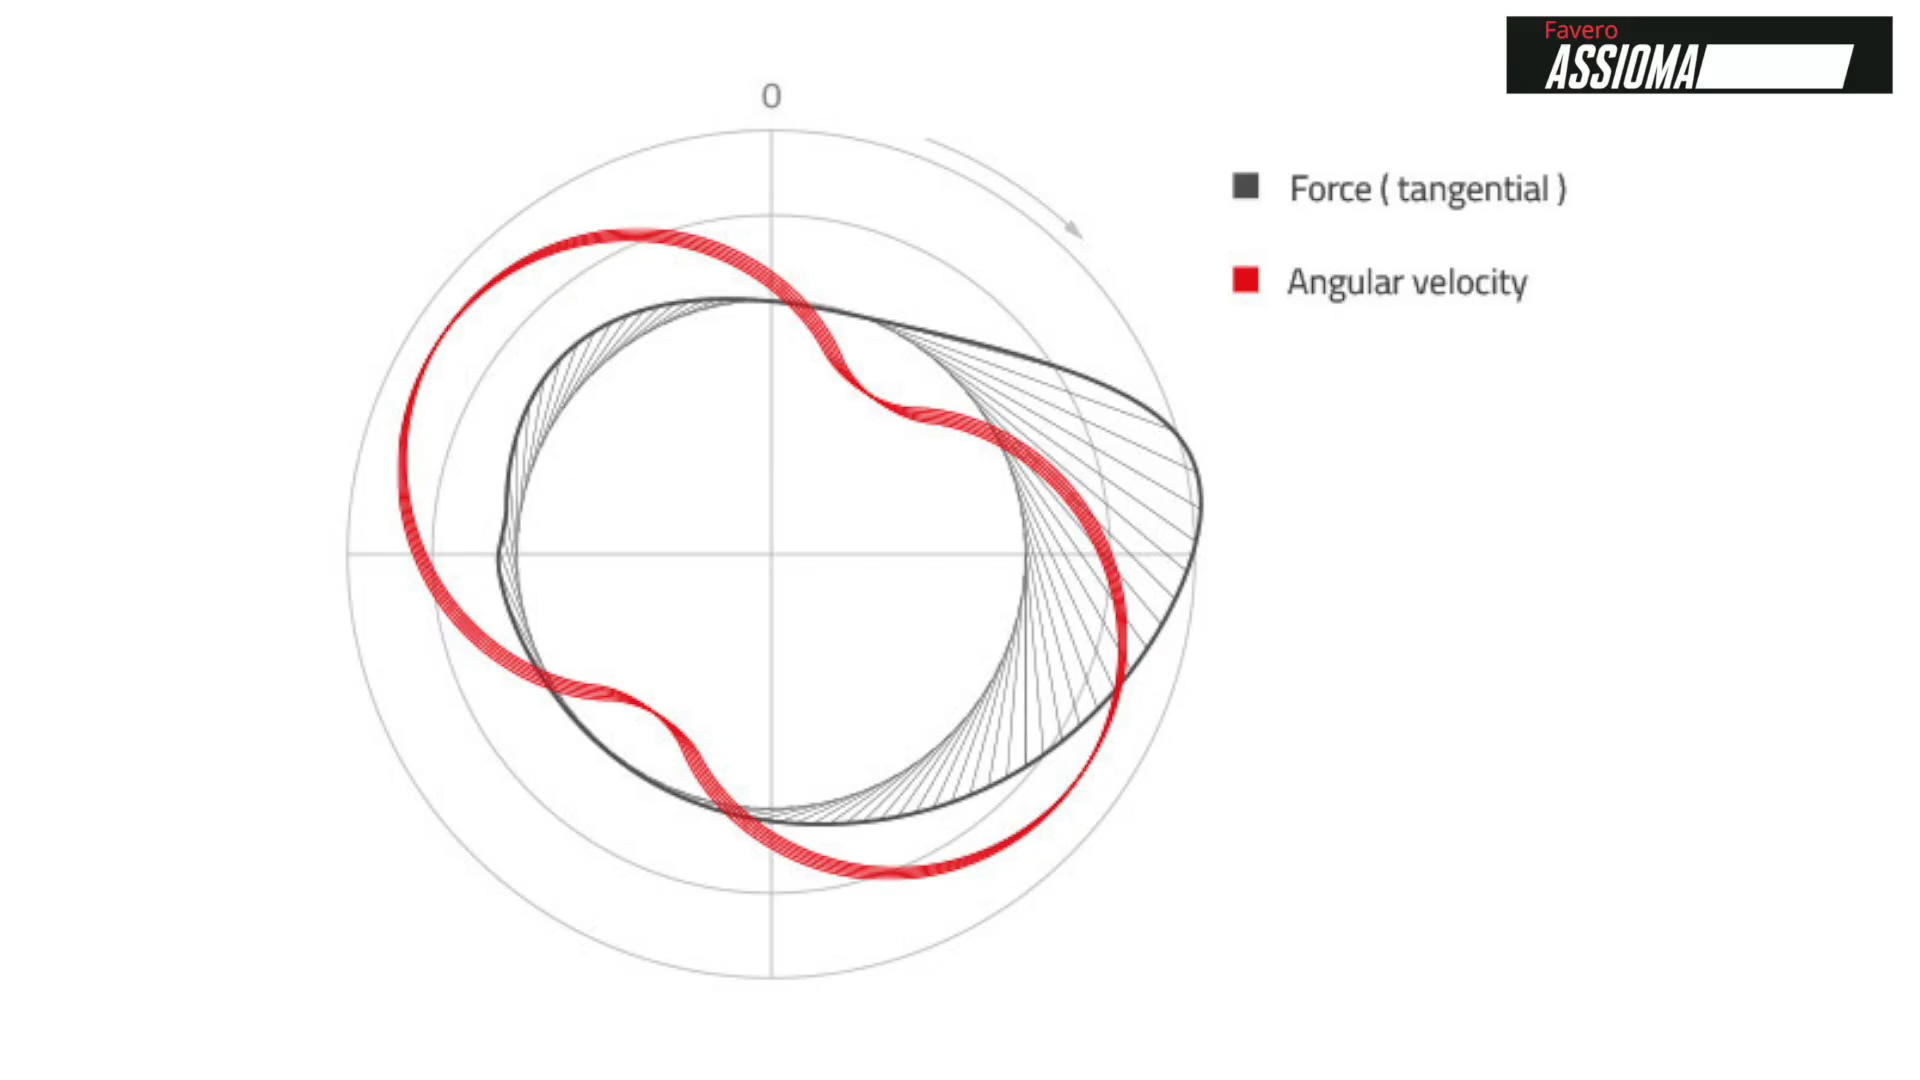 Favero
ASSIOMA
0
Force ( tangential )
Angular velocity